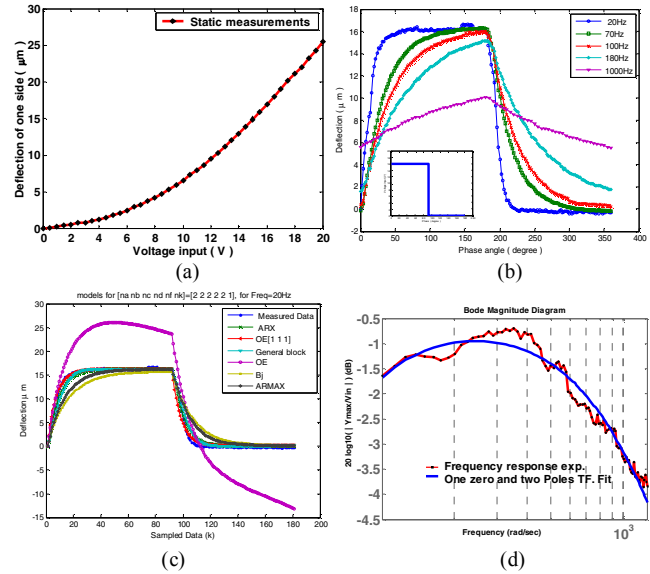 (a)
Static measurements
Deflection of one side ( μm)
30
25
20
15
10
5
0
0 2 4 6 8 10 12 14 16 18 20
Voltage input ( V )
(b)
20Hz
70Hz
100Hz
180Hz
1000Hz
Deflection ( μ m )
18
16
14
12
10
8
6
4
2
0
-2
0 50 100 150 200 250 300 350 400
Phase angle ( degree )
models for [na nb nc nd nf nk]=[2 2 2 2 2 1], for Freq=20Hz
Measured Data
ARX
OE[1 1 1]
General block
OE
Bj
ARMAX
Deflection μ m
30
25
20
15
10
5
0
-5
-10
-15
0 20 40 60 80 100 120 140 160 180 200
Sampled Data (k)
(c)
Bode Magnitude Diagram
20 log10( | Ymax/Vin | ) (dB)
-0.5
-1
-1.5
-2
-2.5
-3
-3.5
-4
-4.5
Frequency response exp.
One zero and two Poles TF. Fit
Frequency (rad/sec)
10³
(d)